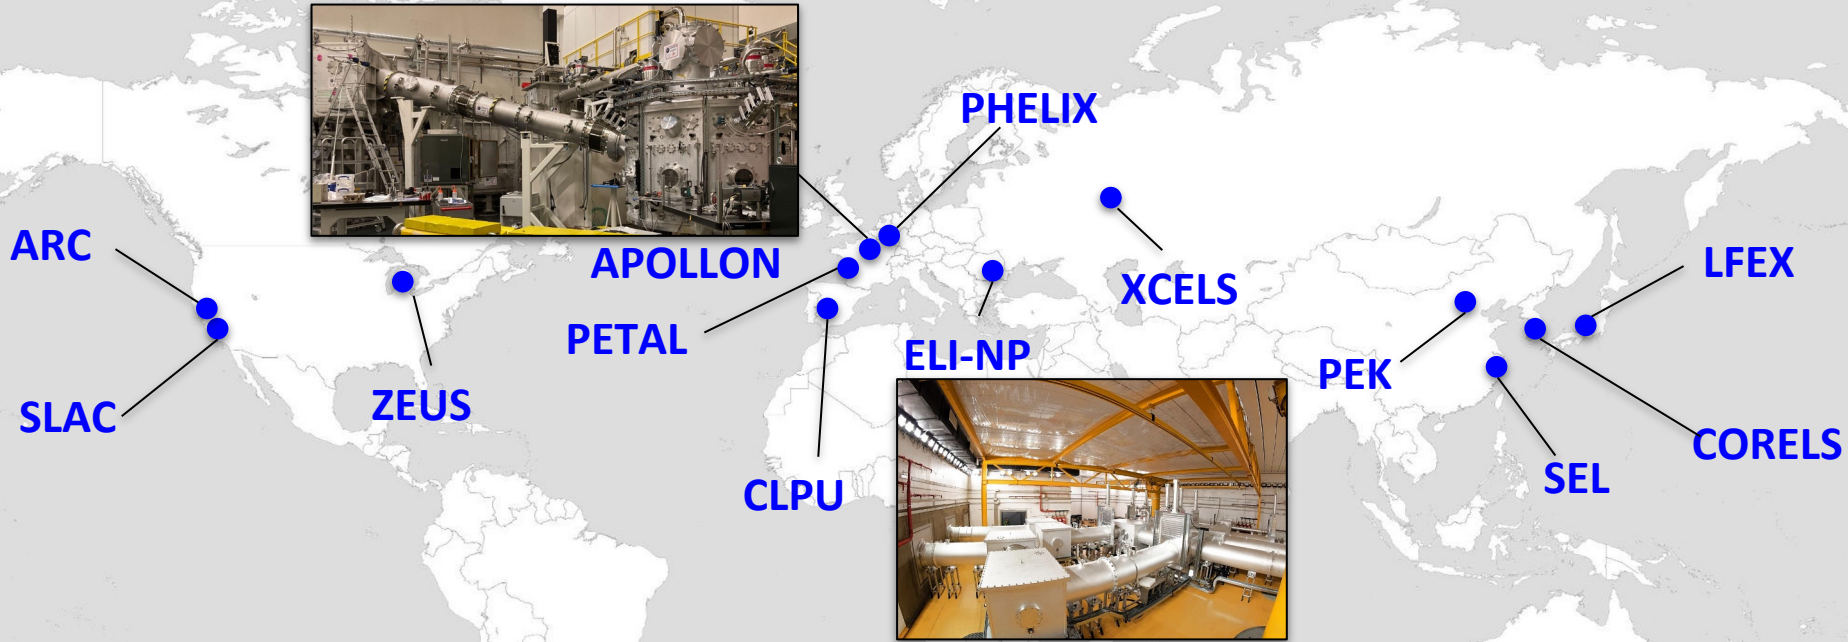 PHELIX
ARC
APOLLON
XCELS
LFEX
PETAL
ELI-NP
PEK
ZEUS
SLAC
CORELS
SEL
CLPU